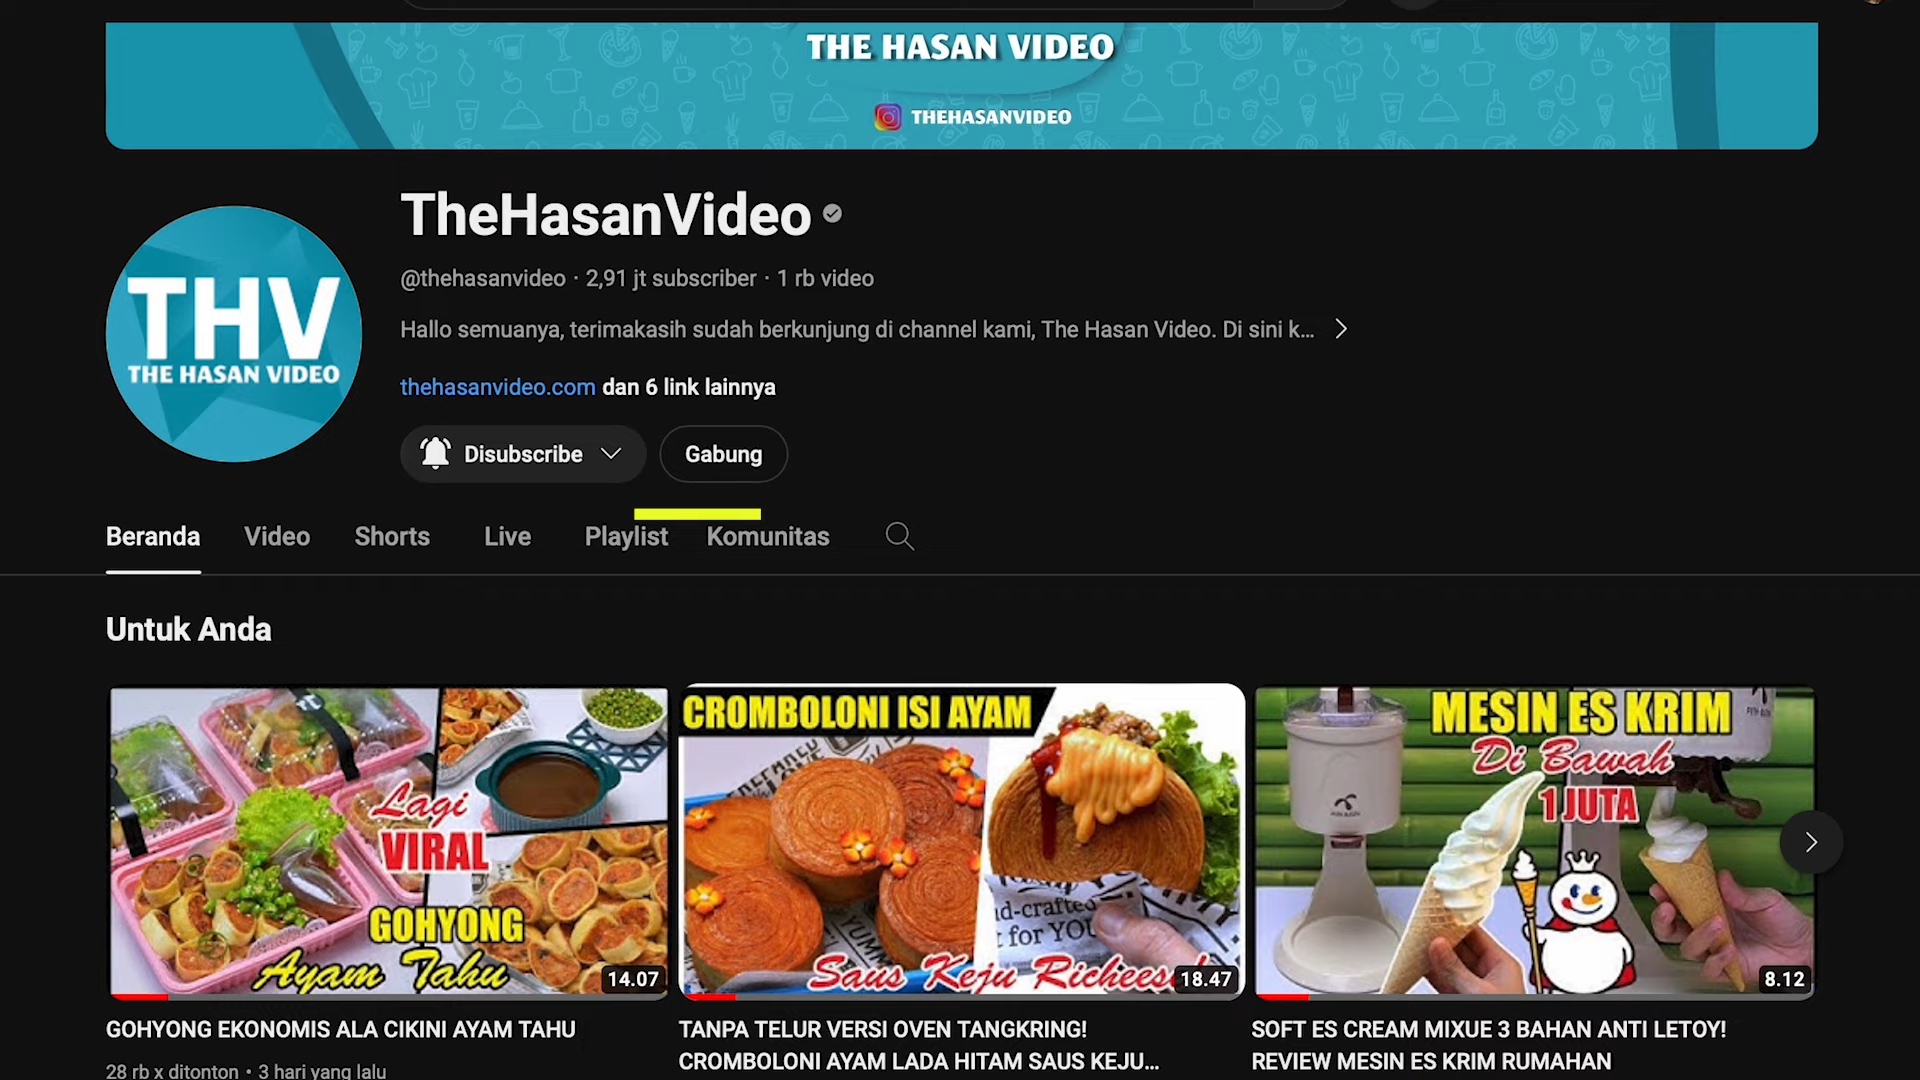 THE HASAN VIDEO
THEHASANVIDEO
TheHasanVideo
@thehasanvideo · 2,91 jt subscriber · 1 rb video
Hallo semuanya, terimakasih sudah berkunjung di channel kami, The Hasan Video. Di sini k...
thehasanvideo.com dan 6 link lainnya
THV
THE HASAN VIDEO
Disubscribe
Gabung
Beranda
Video
Shorts
Live
Playlist
Komunitas
Untuk Anda
Lagi
VIRAL
GOHYONG
Ayam Tahu
14.07
CROMBOLONI ISI AYAM
Saus Keju Richeese
18.47
MESIN ES KRIM
Di Bawah
1 JUTA
8.12
GOHYONG EKONOMIS ALA CIKINI AYAM TAHU
28 rb x ditonton • 3 hari yang lalu
TANPA TELUR VERSI OVEN TANGKRING!
CROMBOLONI AYAM LADA HITAM SAUS KEJU...
SOFT ES CREAM MIXUE 3 BAHAN ANTI LETOY!
REVIEW MESIN ES KRIM RUMAHAN